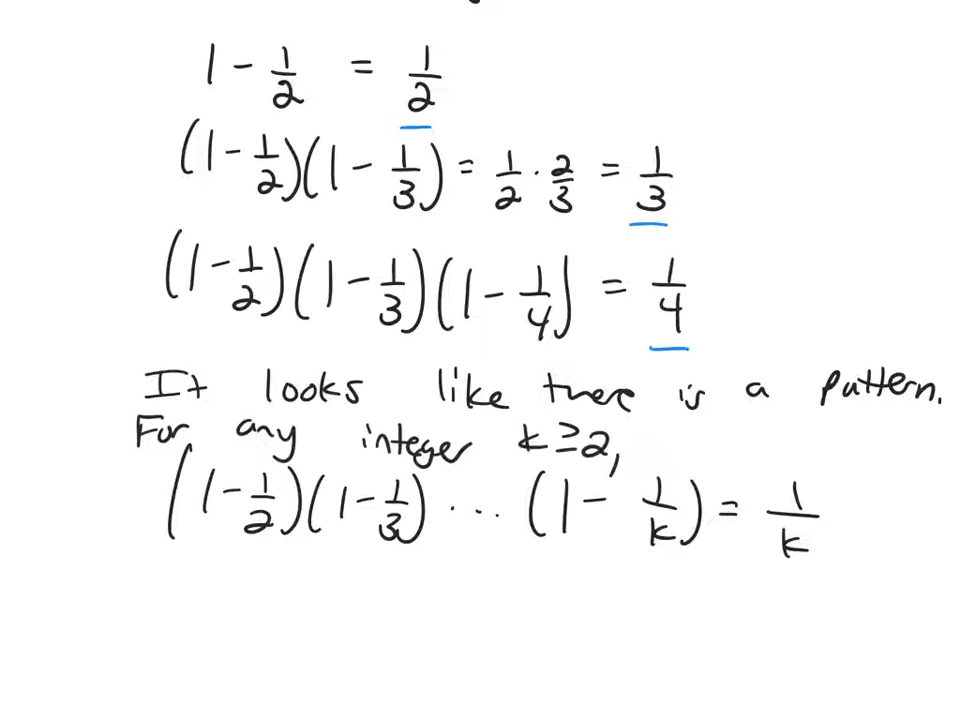 1 - 1/2 = 1/2
(1 - 1/2)(1 - 1/3) = 1/2 · 2/3 = 1/3
(1 - 1/2)(1 - 1/3)(1 - 1/4) = 1/4
It looks like there is a pattern.
For any integer k ≥ 2,
(1 - 1/2)(1 - 1/3) ... (1 - 1/k) = 1/k